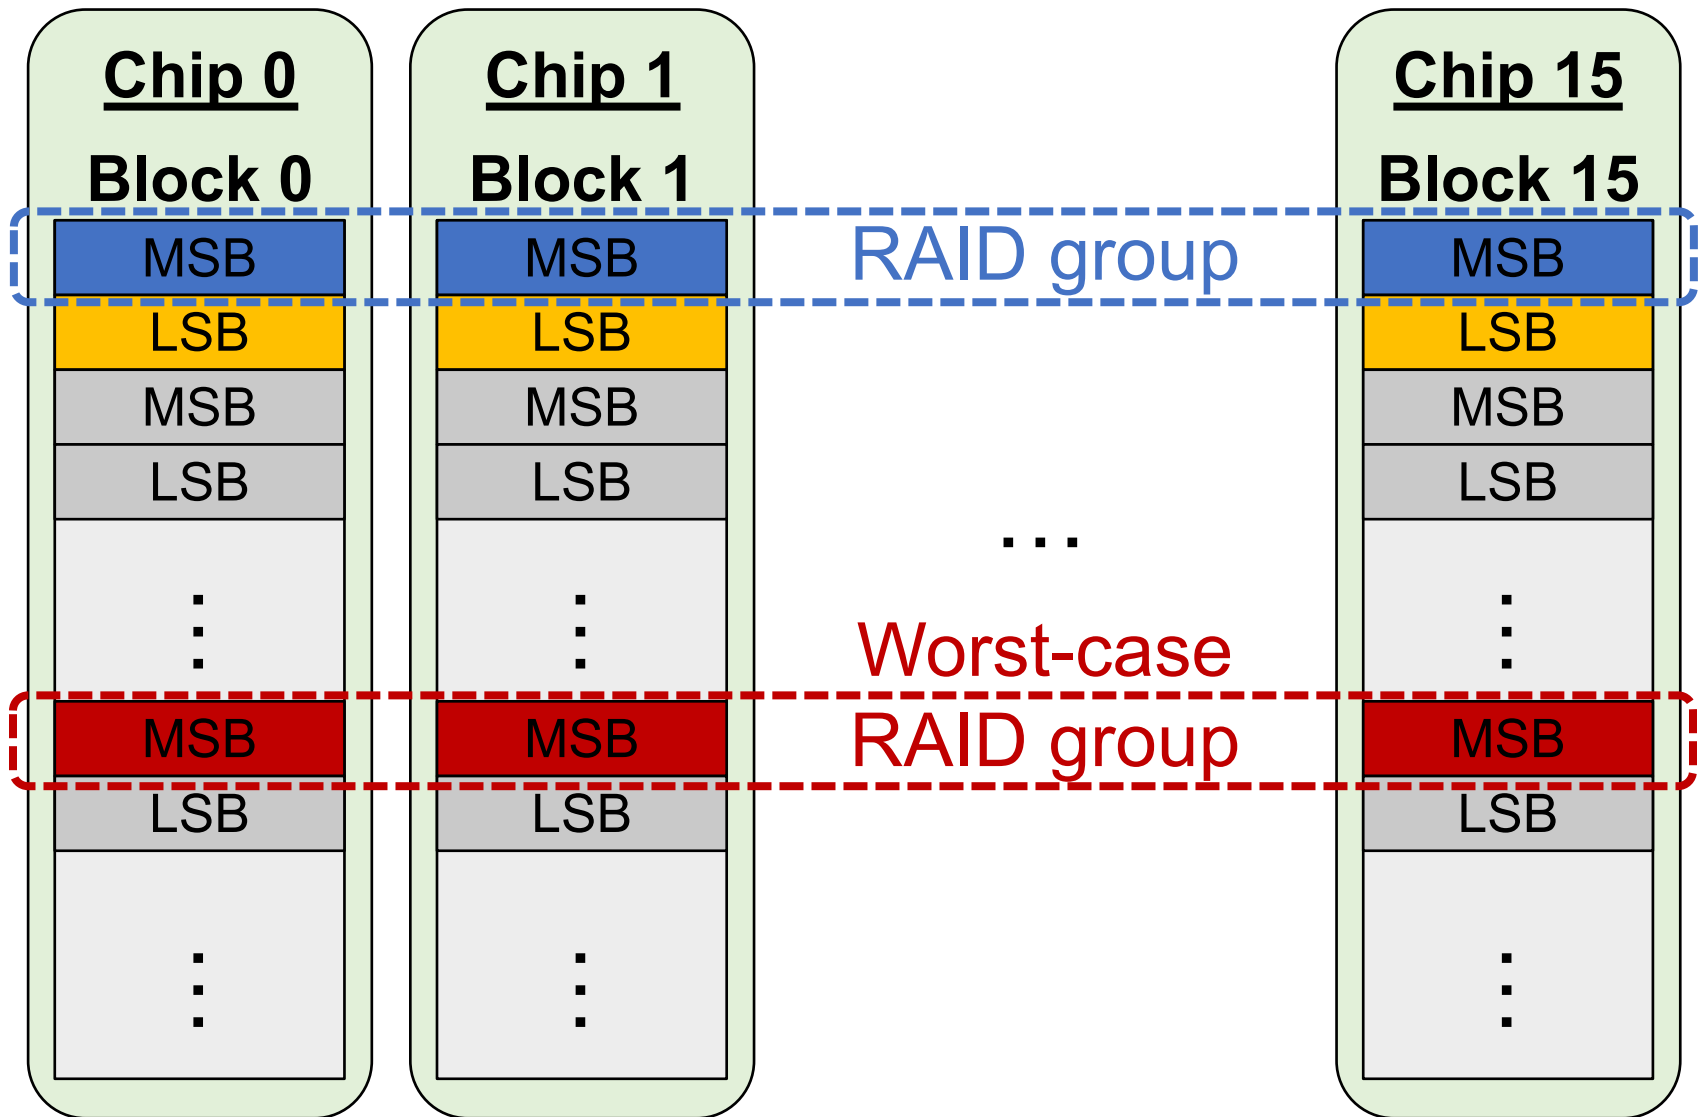 Chip 0 Chip 1 Chip 15
Block 0 Block 1 Block 15
MSB MSB RAID group MSB
LSB LSB LSB
MSB MSB MSB
LSB LSB LSB
...
Worst-case
MSB MSB RAID group MSB
LSB LSB LSB